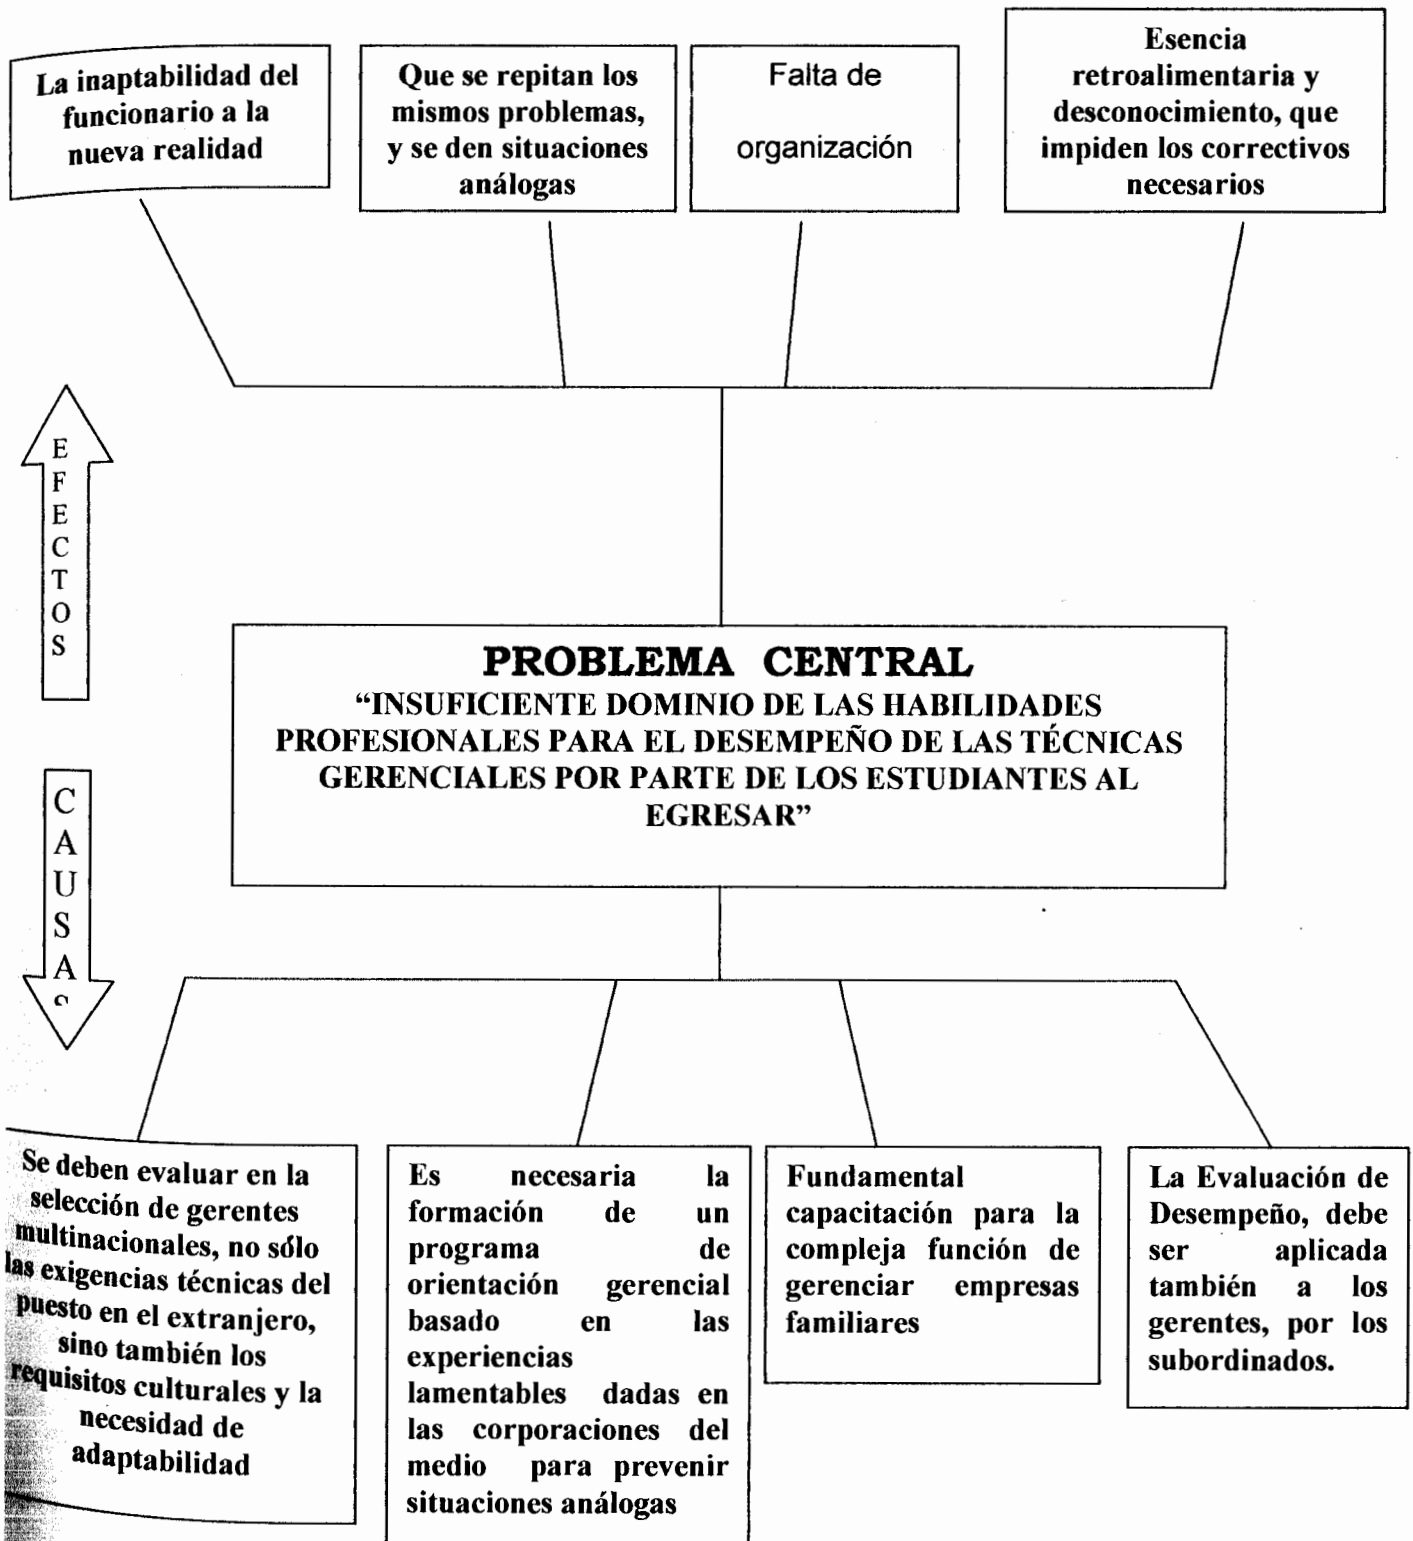 La inaptabilidad del
funcionario a la
nueva realidad
Que se repitan los
mismos problemas,
y se den situaciones
análogas
Falta de
organización
Esencia
retroalimentaria y
desconocimiento, que
impiden los correctivos
necesarios
EFECTOS
PROBLEMA CENTRAL
“INSUFICIENTE DOMINIO DE LAS HABILIDADES
PROFESIONALES PARA EL DESEMPEÑO DE LAS TÉCNICAS
GERENCIALES POR PARTE DE LOS ESTUDIANTES AL
EGRESAR”
CAUSAS
Se deben evaluar en la
selección de gerentes
multinacionales, no sólo
las exigencias técnicas del
puesto en el extranjero,
sino también los
requisitos culturales y la
necesidad de
adaptabilidad
Es necesaria la
formación de un
programa de
orientación gerencial
basado en las
experiencias
lamentables dadas en
las corporaciones del
medio para prevenir
situaciones análogas
Fundamental
capacitación para la
compleja función de
gerenciar empresas
familiares
La Evaluación de
Desempeño, debe
ser aplicada
también a los
gerentes, por los
subordinados.